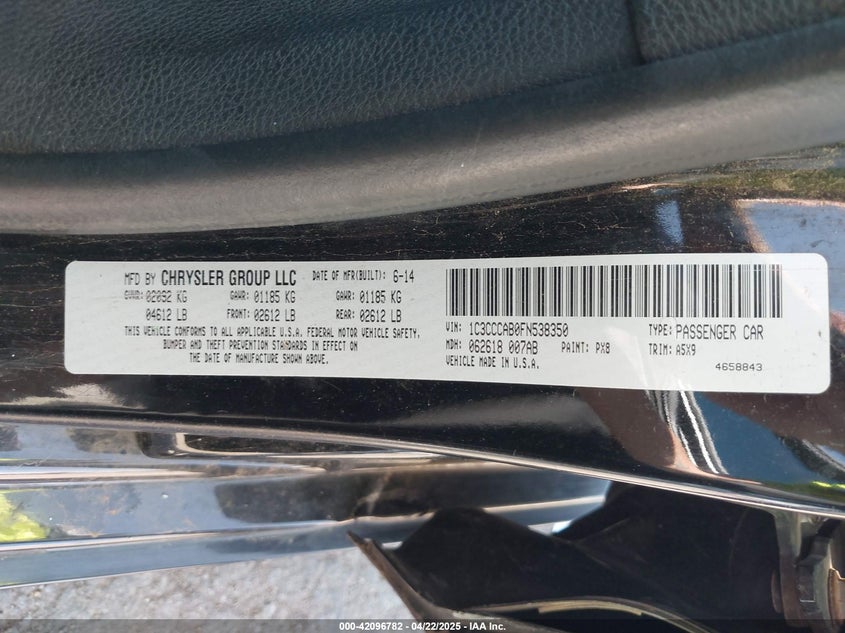 MFD BY CHRYSLER GROUP LLC DATE OF MFR(BUILT): 6-14
GVWR: 02092 KG GAWR: 01185 KG GAWR: 01185 KG
04612 LB FRONT: 02612 LB REAR: 02612 LB
THIS VEHICLE CONFORMS TO ALL APPLICABLE U.S.A. FEDERAL MOTOR VEHICLE SAFETY,
BUMPER AND THEFT PREVENTION STANDARDS IN EFFECT ON
THE DATE OF MANUFACTURE SHOWN ABOVE.
VIN: 1C3CCCAB0FN538350 TYPE: PASSENGER CAR
MDH: 062618 007AB PAINT: PX8 TRIM: A5X9
VEHICLE MADE IN U.S.A. 4658843
000-42096782 - 04/22/2025 - IAA Inc.